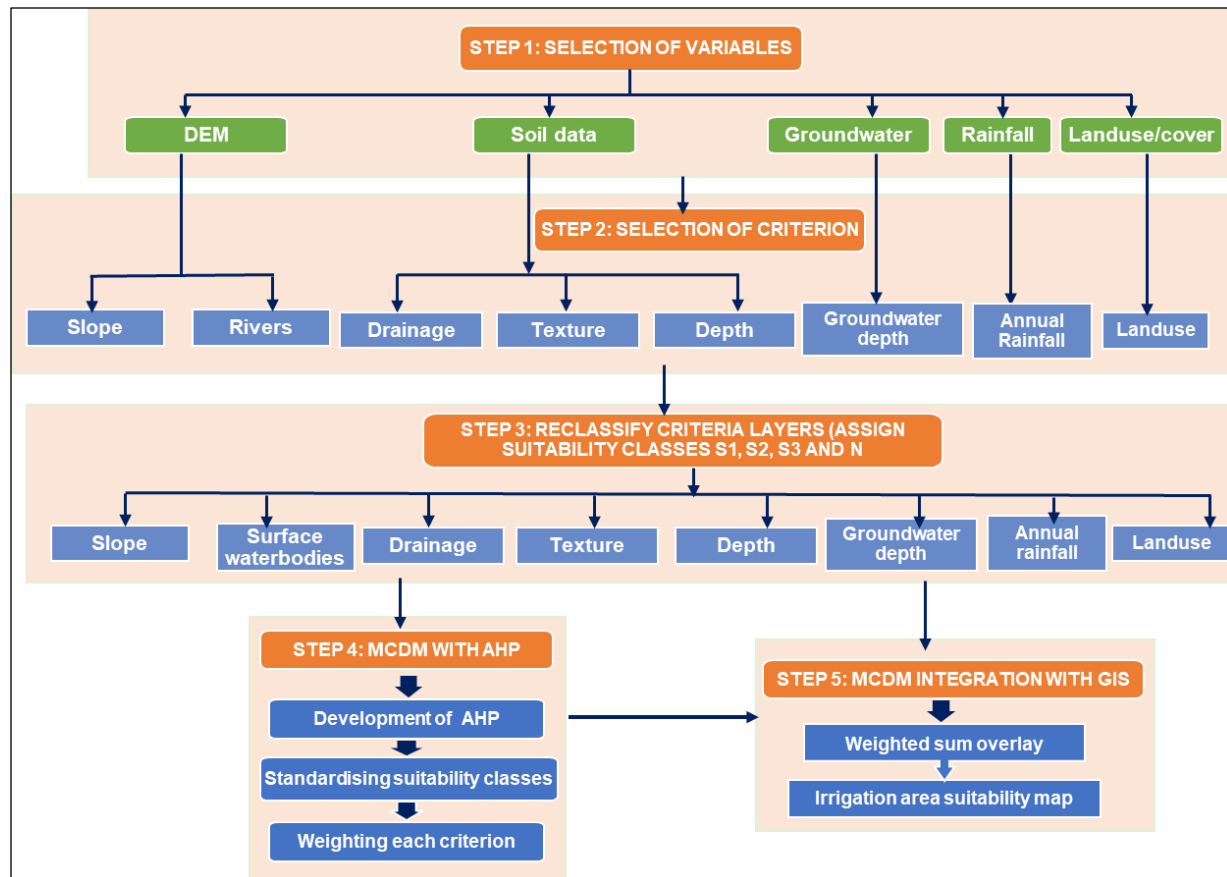 STEP 1: SELECTION OF VARIABLES
DEM
Soil data
Groundwater
Rainfall
Landuse/cover
STEP 2: SELECTION OF CRITERION
Slope
Rivers
Drainage
Texture
Depth
Groundwater
depth
Annual
Rainfall
Landuse
STEP 3: RECLASSIFY CRITERIA LAYERS (ASSIGN
SUITABILITY CLASSES S1, S2, S3 AND N
Slope
Surface
waterbodies
Drainage
Texture
Depth
Groundwater
depth
Annual
rainfall
Landuse
STEP 4: MCDM WITH AHP
Development of AHP
Standardising suitability classes
Weighting each criterion
STEP 5: MCDM INTEGRATION WITH GIS
Weighted sum overlay
Irrigation area suitability map